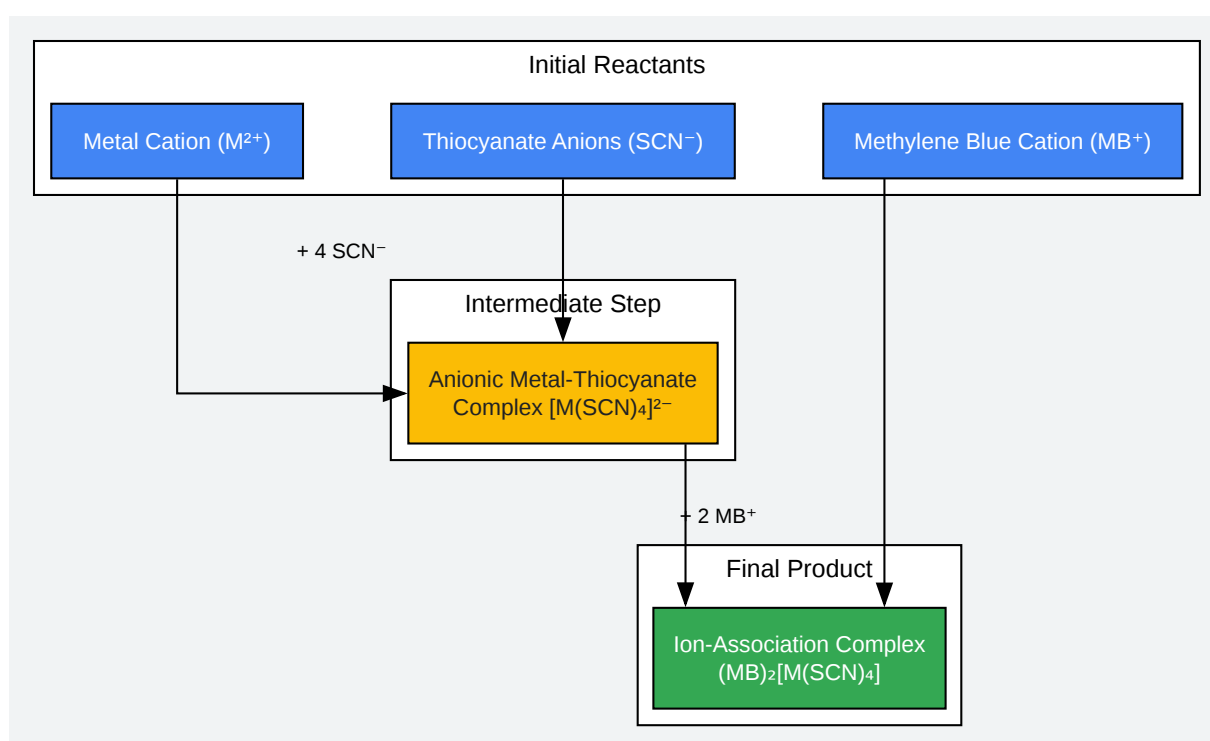 Initial Reactants
Metal Cation (M²⁺)
Thiocyanate Anions (SCN⁻)
Methylene Blue Cation (MB⁺)
+ 4 SCN⁻
Intermediate Step
Anionic Metal-Thiocyanate
Complex [M(SCN)₄]²⁻
+ 2 MB⁺
Final Product
Ion-Association Complex
(MB)₂[M(SCN)₄]